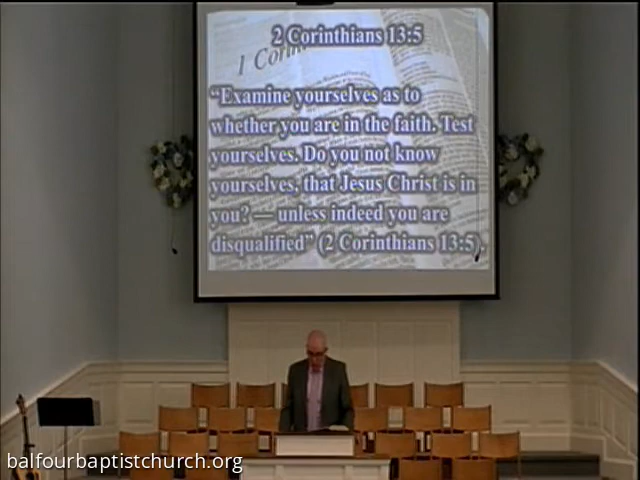 2 Corinthians 13:5
1 Cori
“Examine yourselves as to
whether you are in the faith. Test
yourselves. Do you not know
yourselves, that Jesus Christ is in
you? — unless indeed you are
disqualified” (2 Corinthians 13:5).
balfourbaptistchurch.org